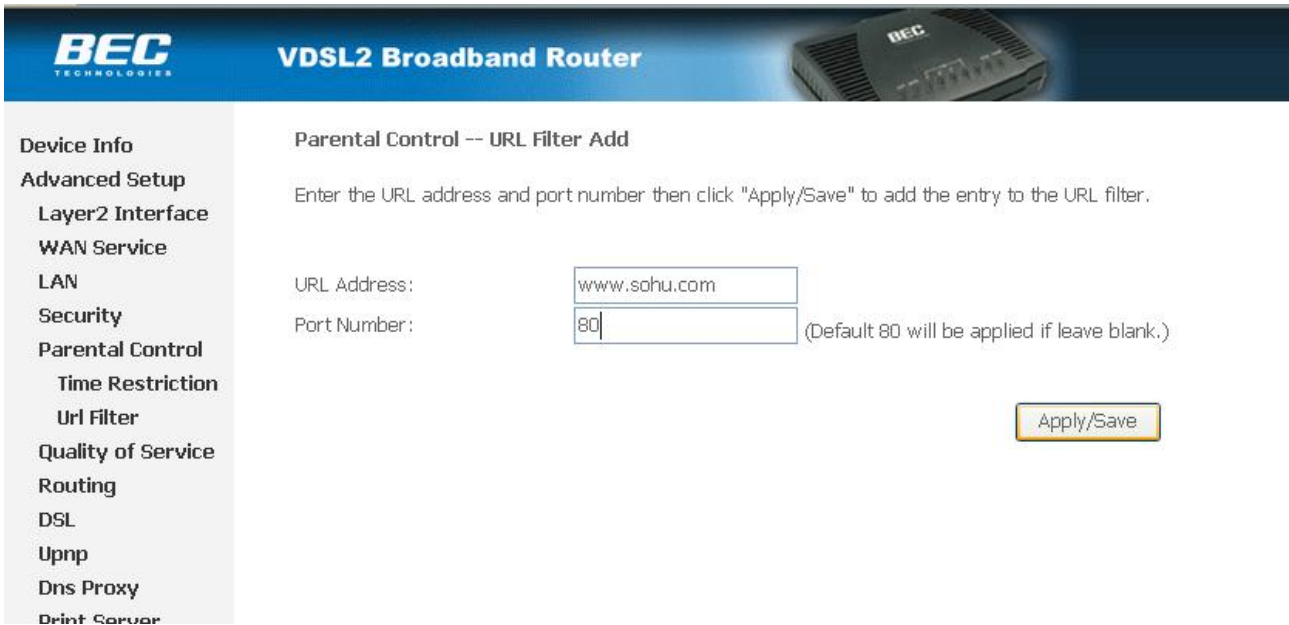 BEC
TECHNOLOGIES
VDSL2 Broadband Router
BEC
Device Info
Advanced Setup
Layer2 Interface
WAN Service
LAN
Security
Parental Control
Time Restriction
Url Filter
Quality of Service
Routing
DSL
Upnp
Dns Proxy
Print Server
Parental Control -- URL Filter Add
Enter the URL address and port number then click "Apply/Save" to add the entry to the URL filter.
URL Address: www.sohu.com
Port Number: 80 (Default 80 will be applied if leave blank.)
Apply/Save